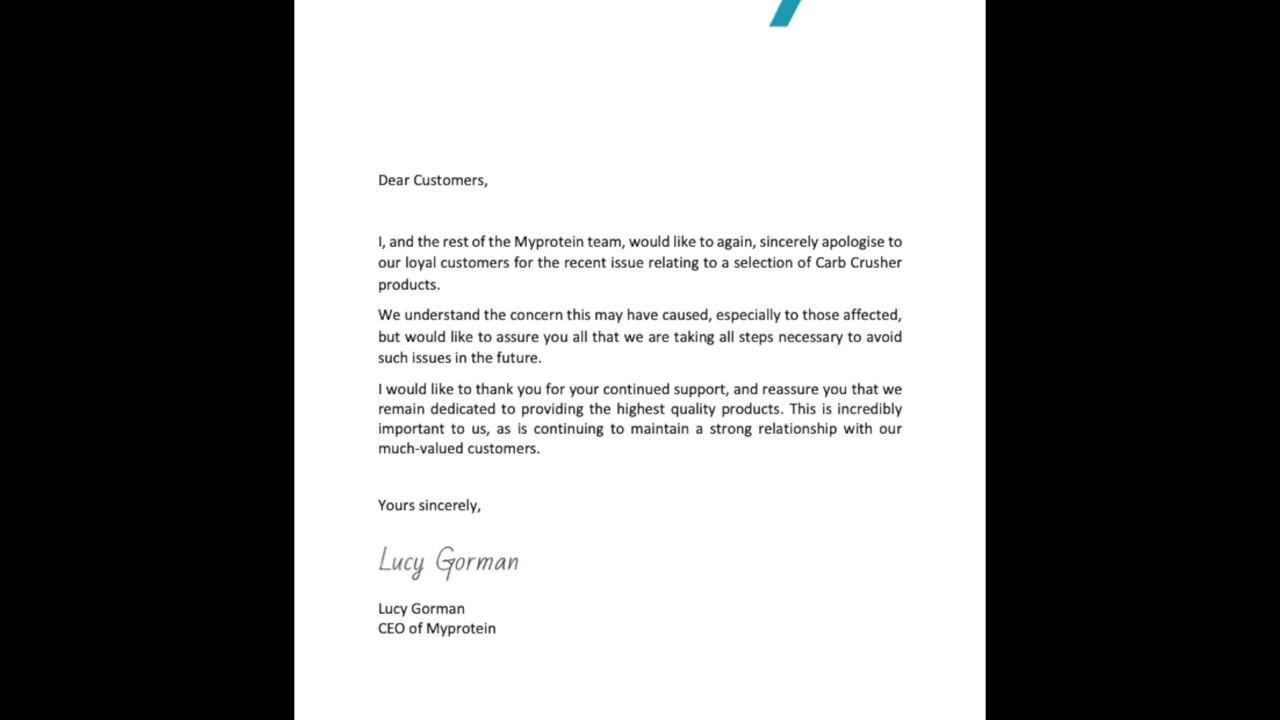 Dear Customers,
I, and the rest of the Myprotein team, would like to again, sincerely apologise to
our loyal customers for the recent issue relating to a selection of Carb Crusher
products.
We understand the concern this may have caused, especially to those affected,
but would like to assure you all that we are taking all steps necessary to avoid
such issues in the future.
I would like to thank you for your continued support, and reassure you that we
remain dedicated to providing the highest quality products. This is incredibly
important to us, as is continuing to maintain a strong relationship with our
much-valued customers.
Yours sincerely,
Lucy Gorman
Lucy Gorman
CEO of Myprotein